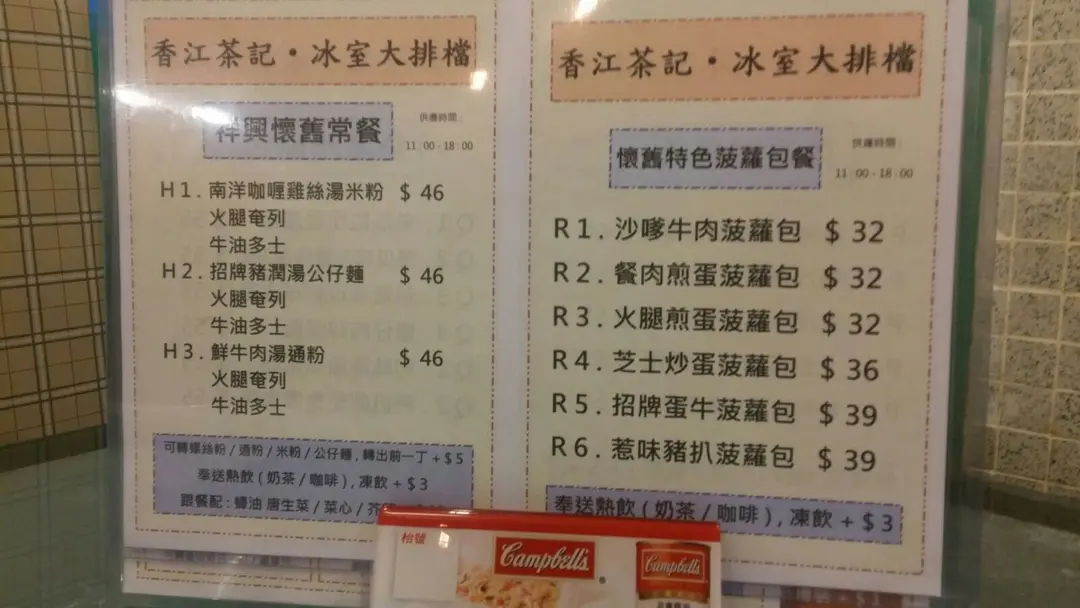 香江茶記・冰室大排檔
祥興懷舊常餐
供應時間：
11:00-18:00
H1. 南洋咖喱雞絲湯米粉 $46
火腿奄列
牛油多士
H2. 招牌豬潤湯公仔麵 $46
火腿奄列
牛油多士
H3. 鮮牛肉湯通粉 $46
火腿奄列
牛油多士
可轉螺絲粉/通粉/米粉/公仔麵,轉出前一丁+$5
奉送熱飲(奶茶/咖啡),凍飲+$3
跟餐配:蠔油 唐生菜/菜心/芥
香江茶記・冰室大排檔
懷舊特色菠蘿包餐
供應時間：
11:00-18:00
R1. 沙嗲牛肉菠蘿包 $32
R2. 餐肉煎蛋菠蘿包 $32
R3. 火腿煎蛋菠蘿包 $32
R4. 芝士炒蛋菠蘿包 $36
R5. 招牌蛋牛菠蘿包 $39
R6. 惹味豬扒菠蘿包 $39
奉送熱飲(奶茶/咖啡),凍飲+$3
枱號
Campbell's
Campbell's